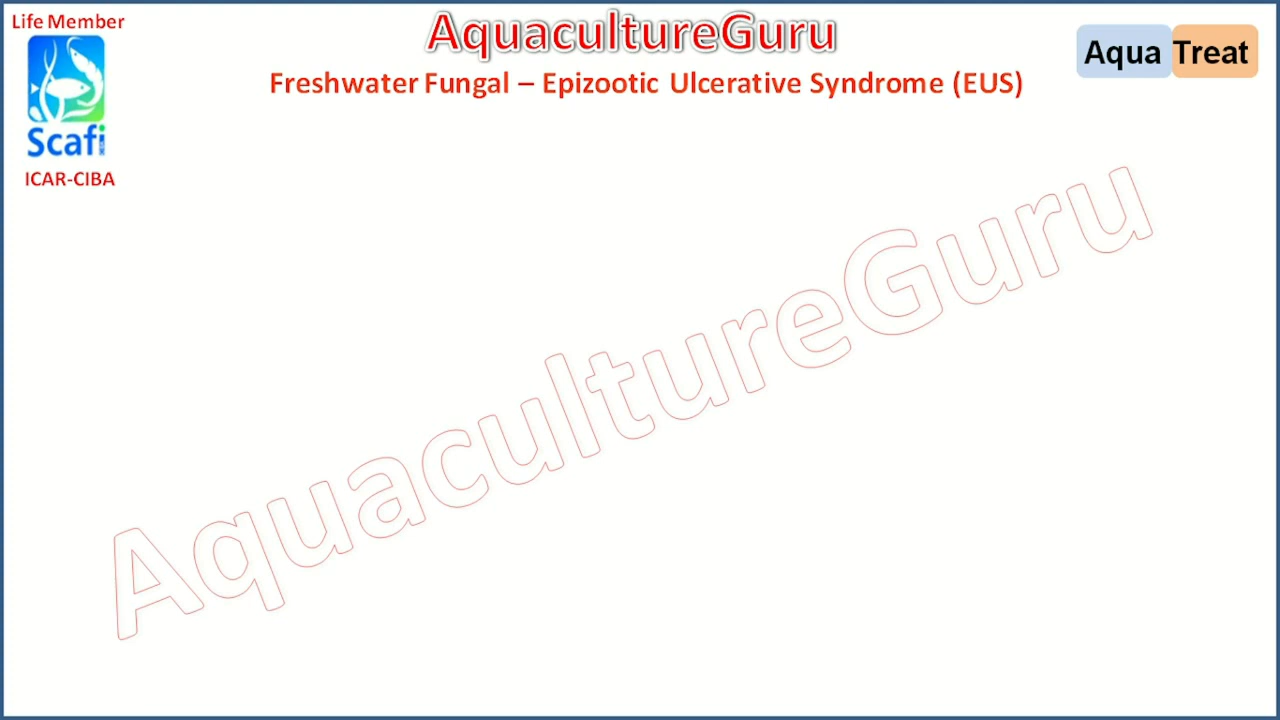 Life Member
AquacultureGuru
Aqua Treat
Freshwater Fungal – Epizootic Ulcerative Syndrome (EUS)
Scafi
ICAR-CIBA
AquacultureGuru